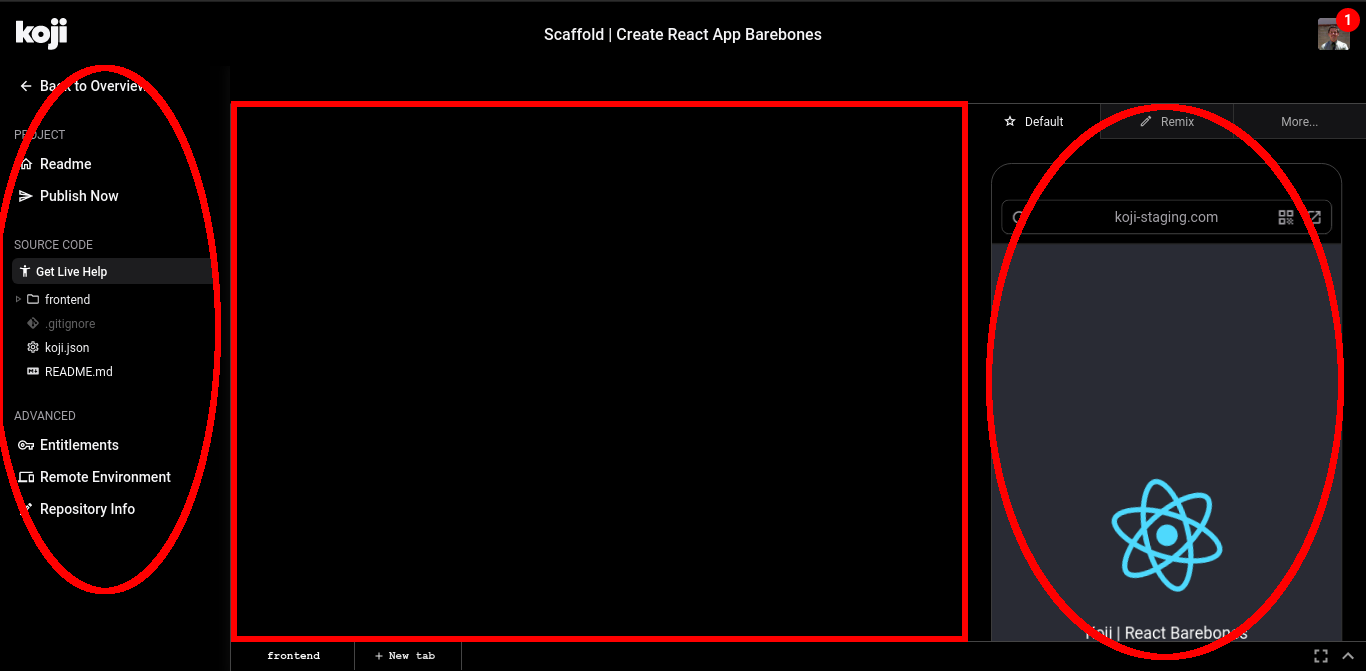 koji
Scaffold | Create React App Barebones
1
Back to Overview
PROJECT
Readme
Publish Now
SOURCE CODE
Get Live Help
frontend
.gitignore
koji.json
README.md
ADVANCED
Entitlements
Remote Environment
Repository Info
Default
Remix
More...
koji-staging.com
Koji | React Barebones
frontend
+ New tab